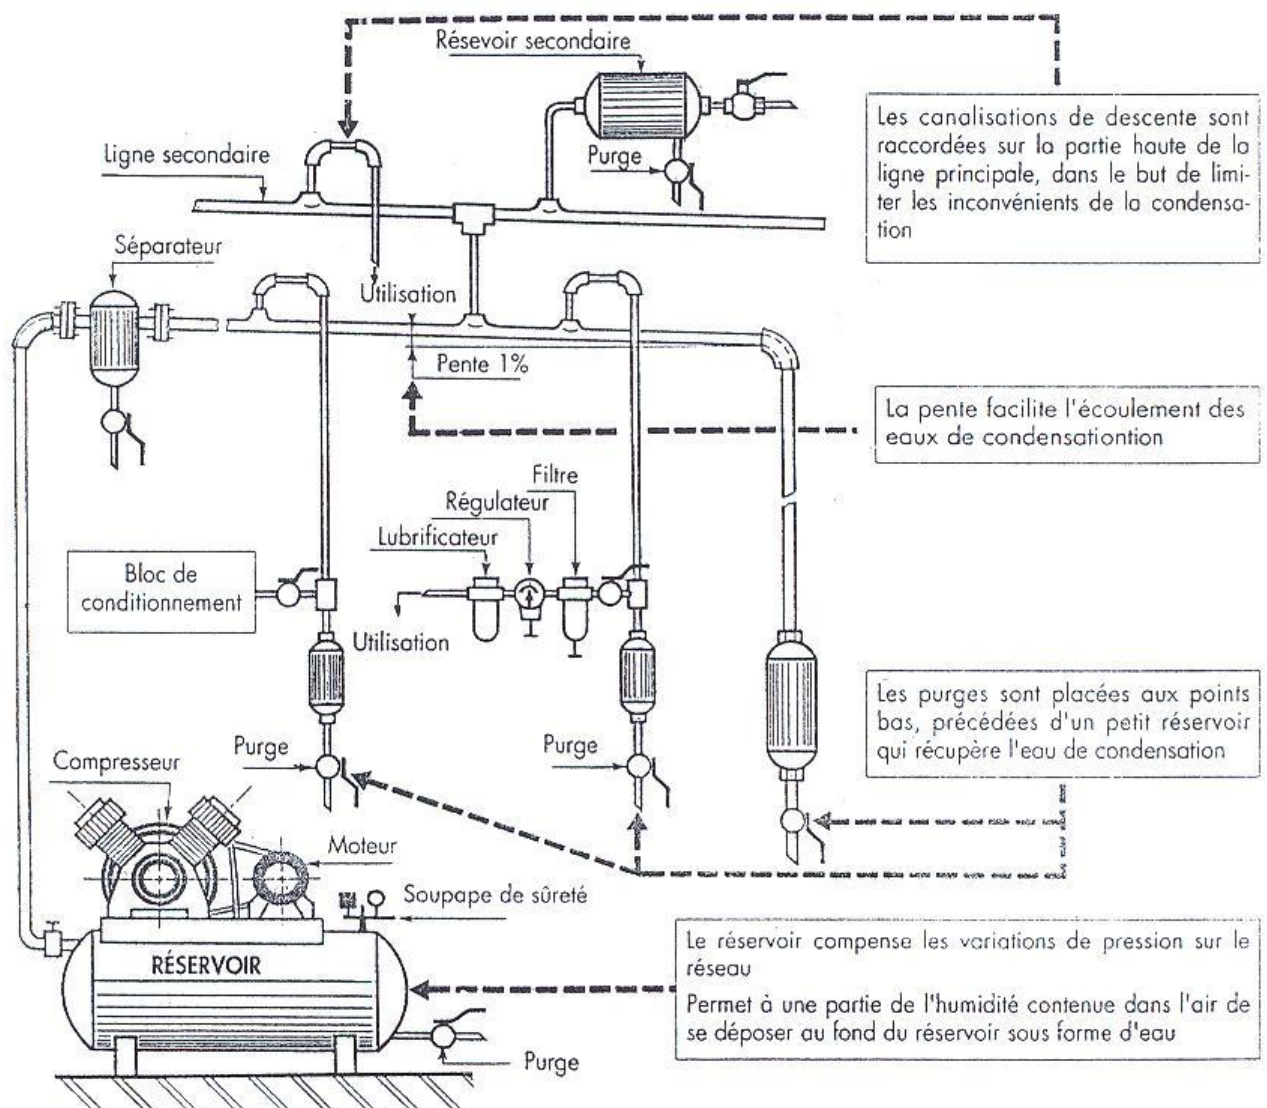 Résevoir secondaire
Les canalisations de descente sont
raccordées sur la partie haute de la
ligne principale, dans le but de limi-
ter les inconvénients de la condensa-
tion
Ligne secondaire
Purge
Séparateur
Utilisation
Pente 1%
La pente facilite l'écoulement des
eaux de condensationtion
Filtre
Régulateur
Lubrificateur
Bloc de
conditionnement
Utilisation
Les purges sont placées aux points
bas, précédées d'un petit réservoir
qui récupère l'eau de condensation
Purge
Purge
Compresseur
Moteur
Soupape de sûreté
RÉSERVOIR
Le réservoir compense les variations de pression sur le
réseau
Permet à une partie de l'humidité contenue dans l'air de
se déposer au fond du réservoir sous forme d'eau
Purge